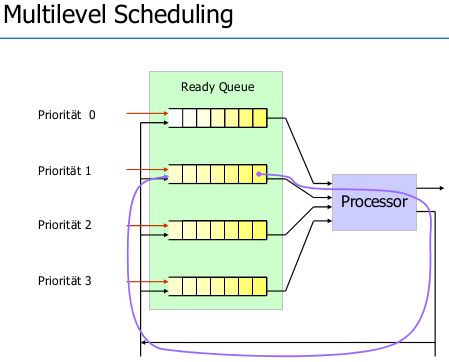 Multilevel Scheduling
Ready Queue
Priorität 0
Priorität 1
Processor
Priorität 2
Priorität 3